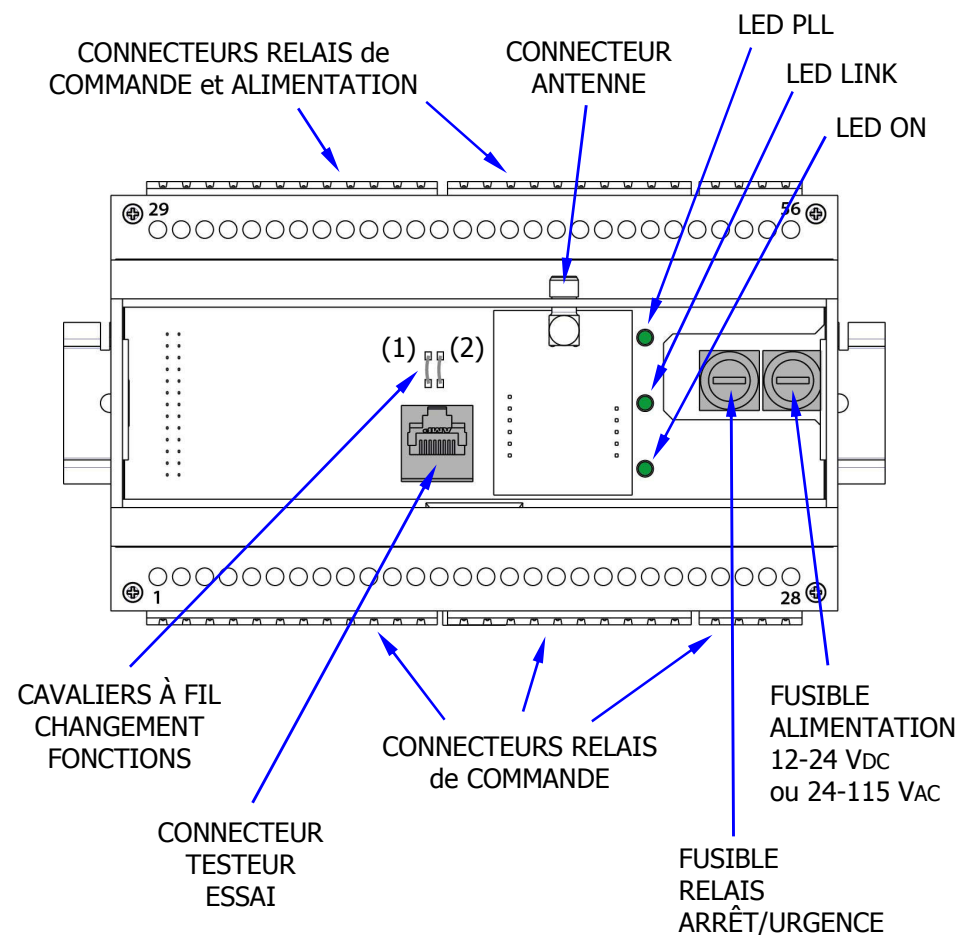 LED PLL
CONNECTEURS RELAIS de
COMMANDE et ALIMENTATION
CONNECTEUR
ANTENNE
LED LINK
LED ON
29
56
(1)
(2)
1
28
CAVALIERS À FIL
CHANGEMENT
FONCTIONS
CONNECTEURS RELAIS
de COMMANDE
FUSIBLE
ALIMENTATION
12-24 VDC
ou 24-115 VAC
CONNECTEUR
TESTEUR
ESSAI
FUSIBLE
RELAIS
ARRÊT/URGENCE